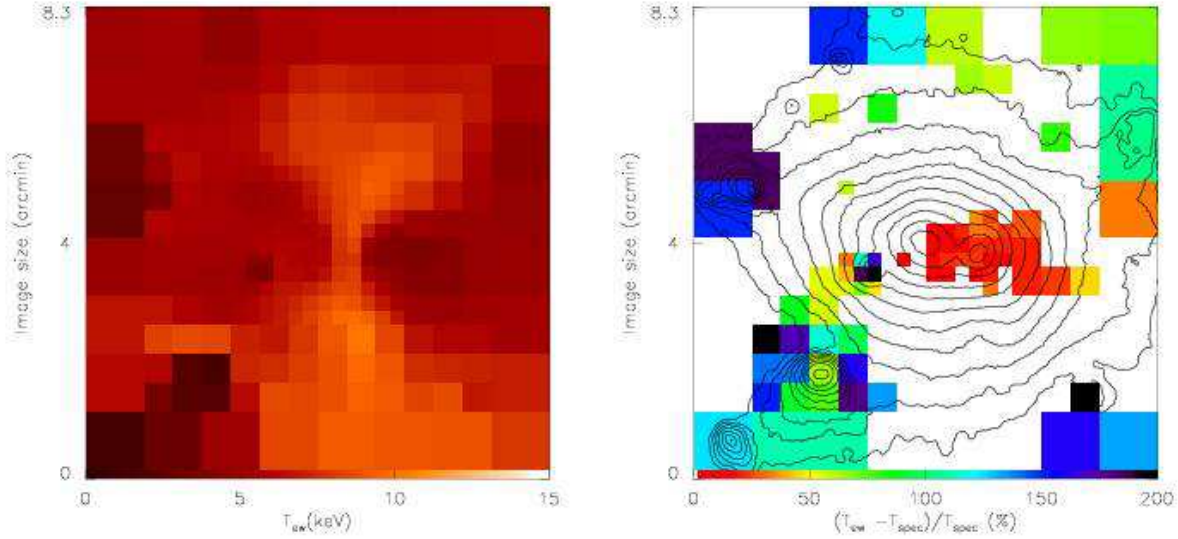 8.3
Image size (arcmin)
4
0
0 5 10 15
T_ew(keV)
8.3
Image size (arcmin)
4
0
0 50 100 150 200
(T_ew -T_spec)/T_spec (%)